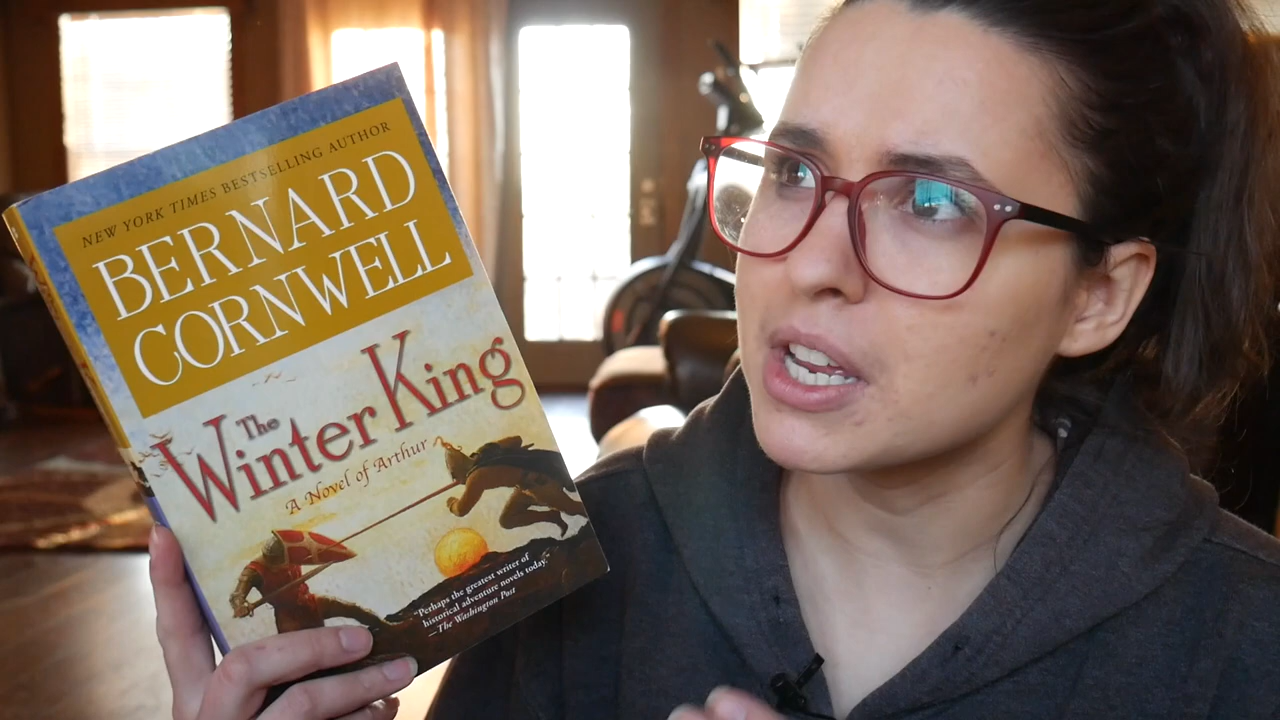 NEW YORK TIMES BESTSELLING AUTHOR
BERNARD
CORNWELL
The
Winter King
A Novel of Arthur
"Perhaps the greatest writer of
historical adventure novels today."
—The Washington Post